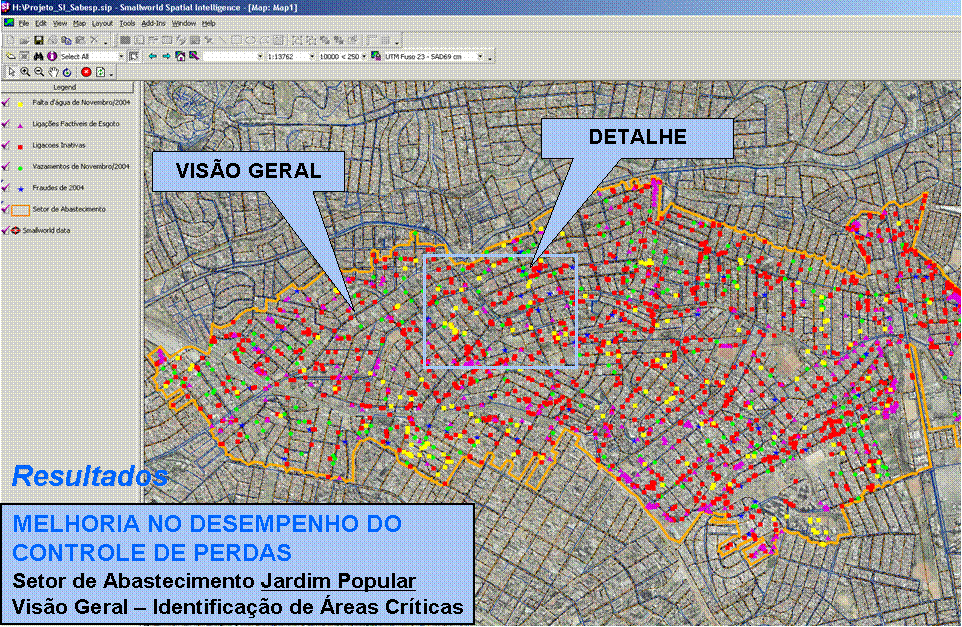 H:\Projeto_SI_Sabesp.sip - Smallworld Spatial Intelligence - [Map: Map1]
File Edit View Map Layout Tools Add-Ins Window Help
Select All 1:13762 10000 < 250 UTM Fuso 23 - SAD69 cm
Legend
Falta d'água de Novembro/2004
Ligações Factíveis de Esgoto
Ligacoes Inativas
Vazamentos de Novembro/2004
Fraudes de 2004
Setor de Abastecimento
Smallworld data
DETALHE
VISÃO GERAL
Resultados
MELHORIA NO DESEMPENHO DO
CONTROLE DE PERDAS
Setor de Abastecimento Jardim Popular
Visão Geral – Identificação de Áreas Críticas